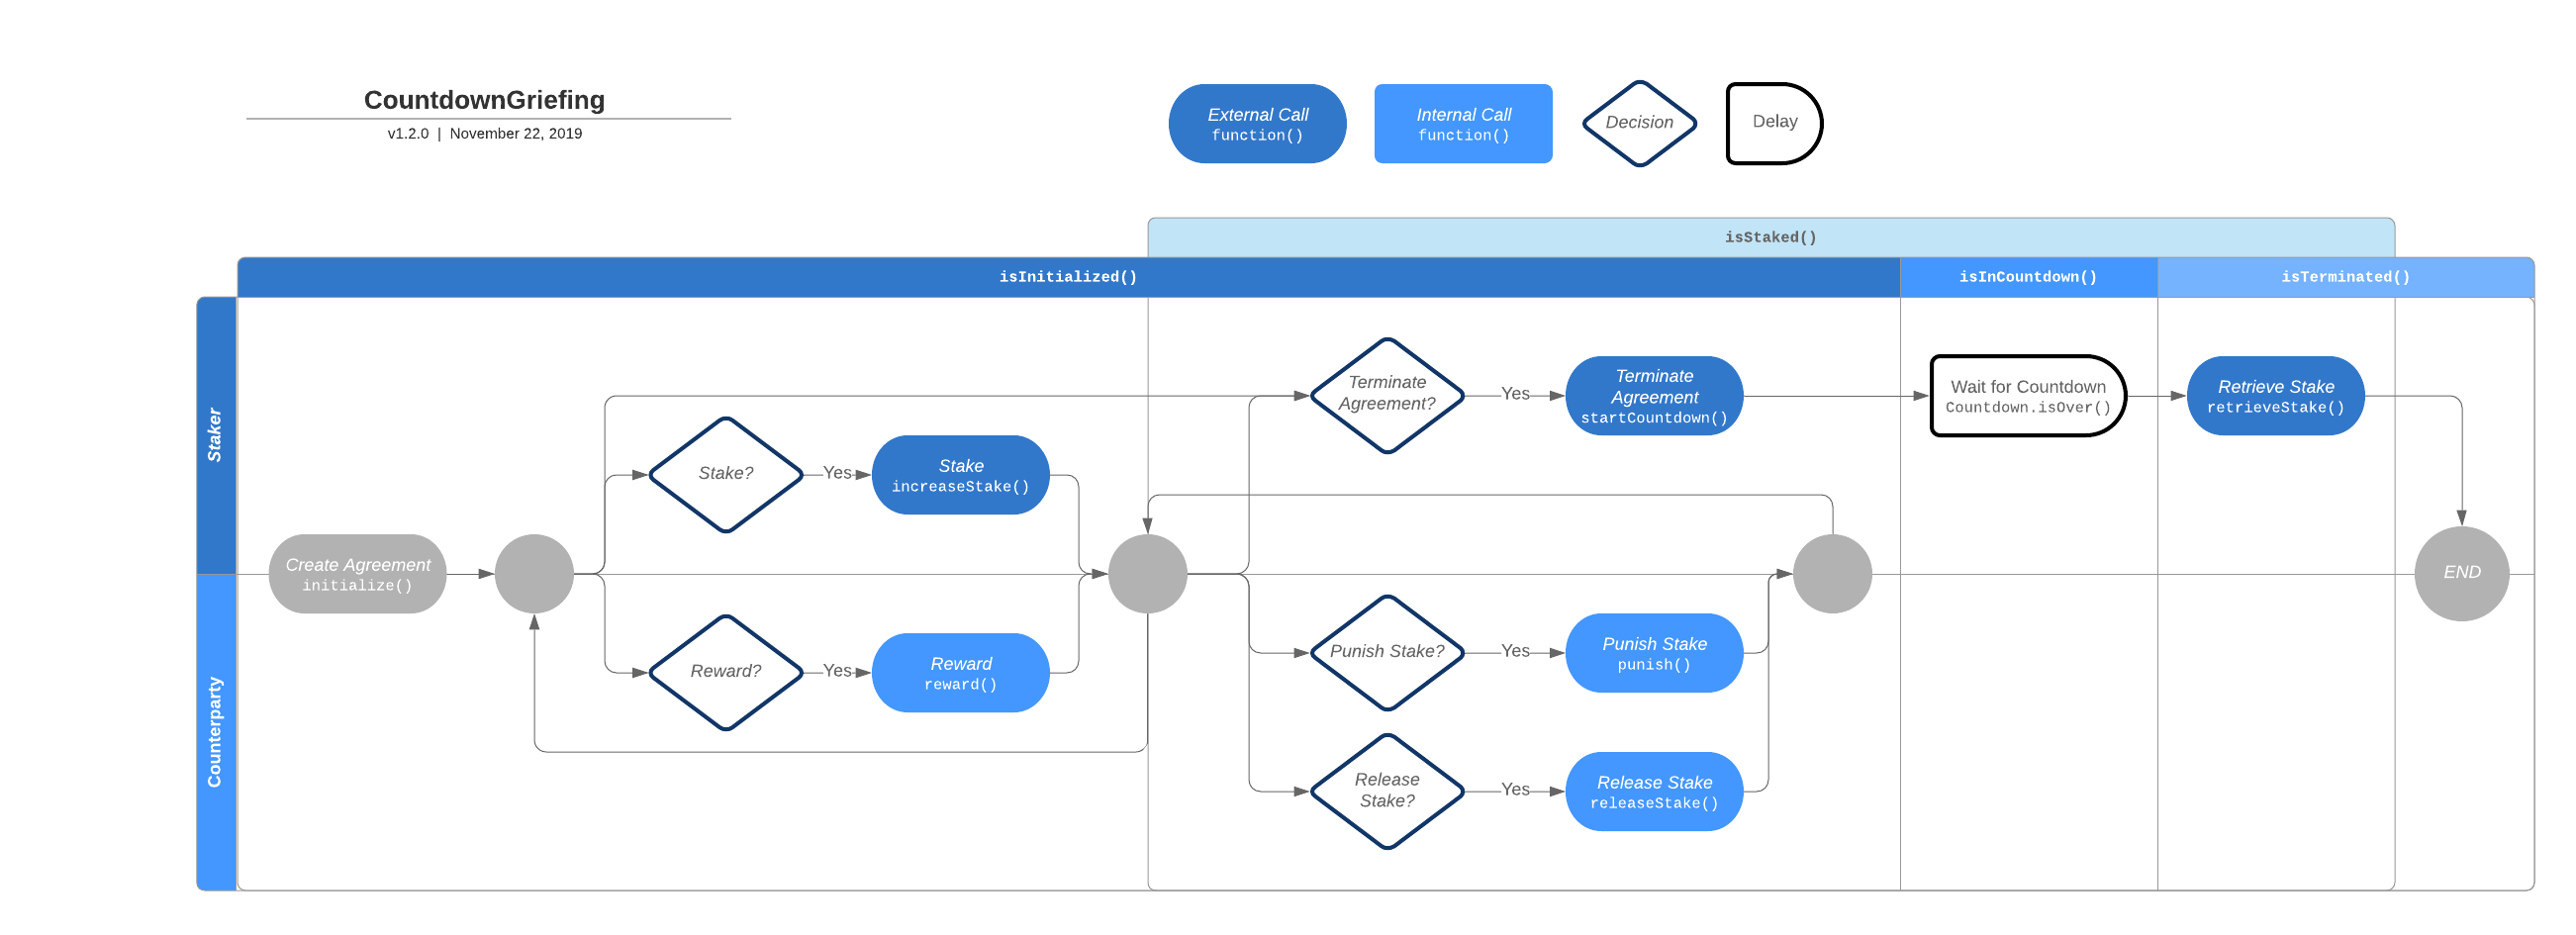 CountdownGriefing
v1.2.0 | November 22, 2019
External Call
function()
Internal Call
function()
Decision
Delay
isStaked()
isInitialized()
isInCountdown()
isTerminated()
Staker
Counterparty
Create Agreement
initialize()
Stake?
Yes
Stake
increaseStake()
Reward?
Yes
Reward
reward()
Terminate
Agreement?
Yes
Terminate
Agreement
startCountdown()
Wait for Countdown
Countdown.isOver()
Retrieve Stake
retrieveStake()
Punish Stake?
Yes
Punish Stake
punish()
Release
Stake?
Yes
Release Stake
releaseStake()
END